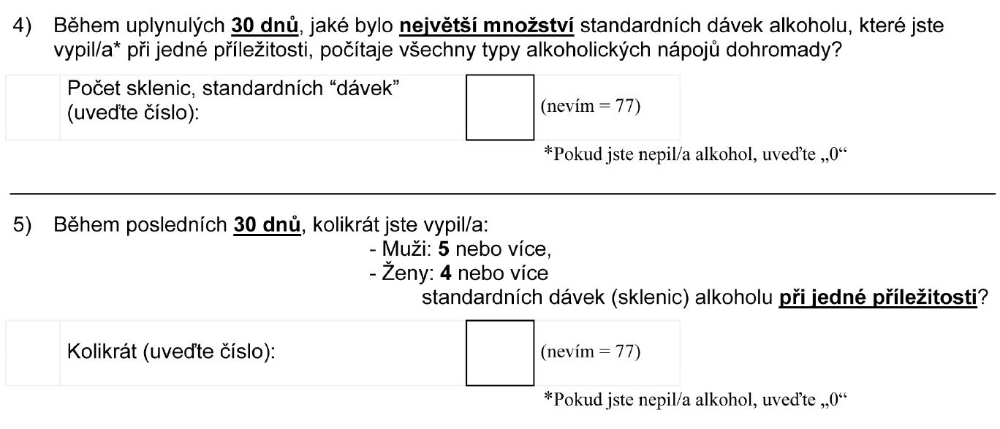 4) Během uplynulých 30 dnů, jaké bylo největší množství standardních dávek alkoholu, které jste
vypil/a* při jedné příležitosti, počítaje všechny typy alkoholických nápojů dohromady?
Počet sklenic, standardních “dávek”
(uveďte číslo):
(nevím = 77)
*Pokud jste nepil/a alkohol, uveďte „0“
5) Během posledních 30 dnů, kolikrát jste vypil/a:
- Muži: 5 nebo více,
- Ženy: 4 nebo více
standardních dávek (sklenic) alkoholu při jedné příležitosti?
Kolikrát (uveďte číslo):
(nevím = 77)
*Pokud jste nepil/a alkohol, uveďte „0“